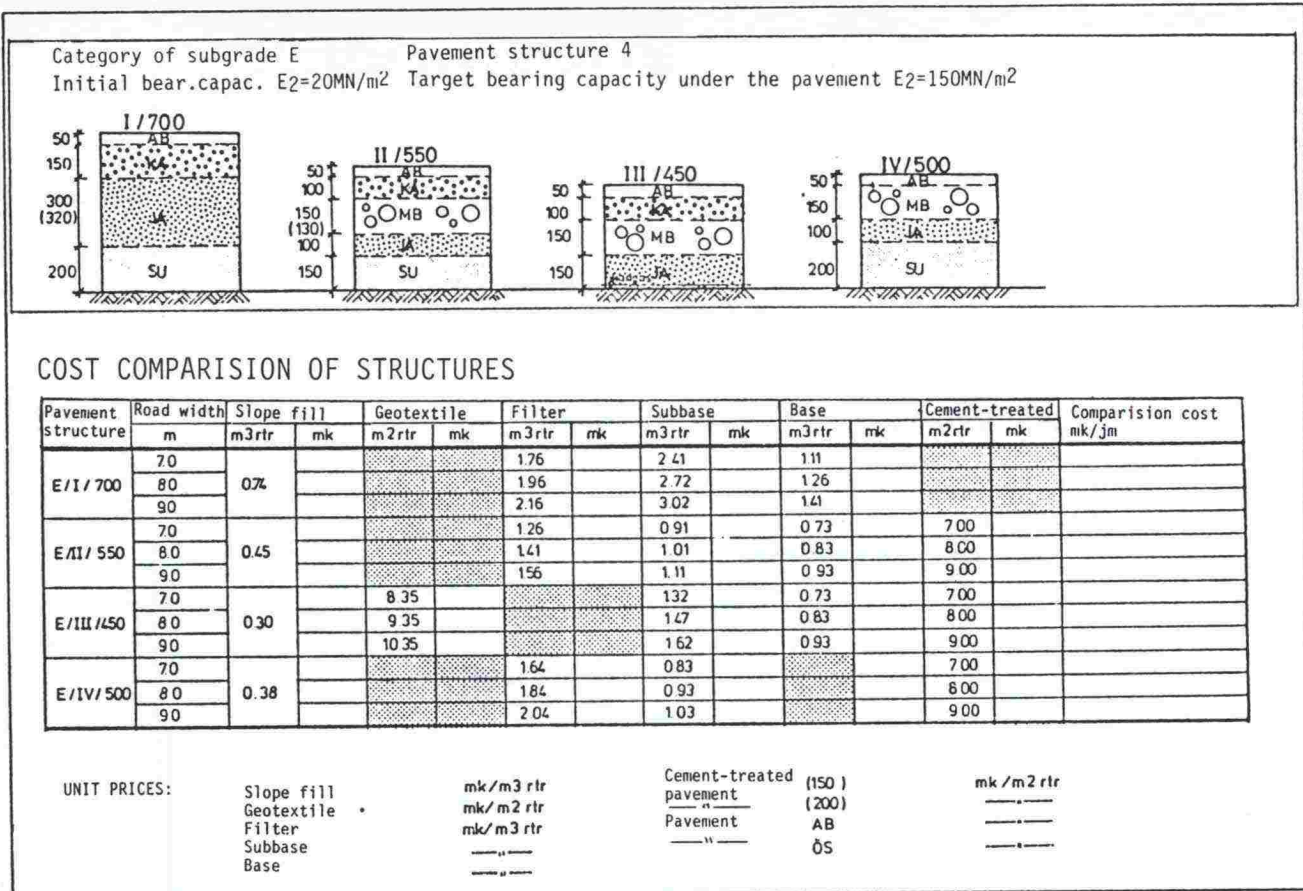 Category of subgrade E Pavement structure 4
Initial bear.capac. E2=20MN/m2 Target bearing capacity under the pavement E2=150MN/m2
I/700
50 AB
150 KA
300
(320) JA
200 SU
II/550
50 AB
100 KA
150 MB
(130)
100 JA
150 SU
III/450
50 AB
100 KA
150 MB
150 JA
IV/500
50 AB
150 MB
100 JA
200 SU
COST COMPARISION OF STRUCTURES
Pavement Road width Slope fill Geotextile Filter Subbase Base Cement-treated Comparision cost
structure m m3rtr mk m2rtr mk m3rtr mk m3rtr mk m3rtr mk m2rtr mk mk/jm
7.0 1.76 2.41 1.11
E/I/700 8.0 0.74 1.96 2.72 1.26
9.0 2.16 3.02 1.41
7.0 1.26 0.91 0.73 7.00
E/II/550 8.0 0.45 1.41 1.01 0.83 8.00
9.0 1.56 1.11 0.93 9.00
7.0 8.35 1.32 0.73 7.00
E/III/450 8.0 0.30 9.35 1.47 0.83 8.00
9.0 10.35 1.62 0.93 9.00
7.0 1.64 0.83 7.00
E/IV/500 8.0 0.38 1.84 0.93 8.00
9.0 2.04 1.03 9.00
UNIT PRICES:
Slope fill mk/m3 rtr
Geotextile mk/m2 rtr
Filter mk/m3 rtr
Subbase —„—
Base —„—
Cement-treated (150) mk/m2 rtr
pavement
—"— (200) —"—
Pavement AB —"—
—"— ÖS —"—